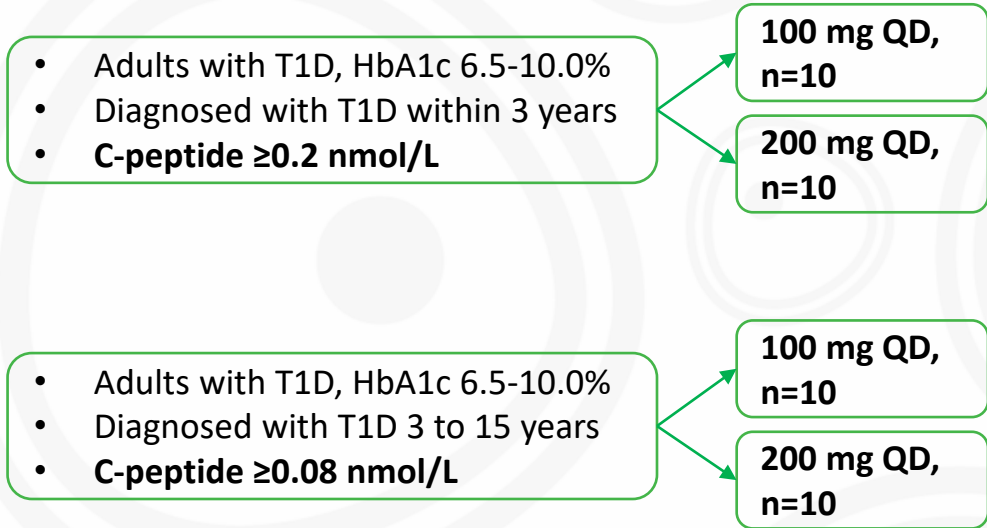 • Adults with T1D, HbA1c 6.5-10.0%
• Diagnosed with T1D within 3 years
• C-peptide ≥0.2 nmol/L
100 mg QD,
n=10
200 mg QD,
n=10
• Adults with T1D, HbA1c 6.5-10.0%
• Diagnosed with T1D 3 to 15 years
• C-peptide ≥0.08 nmol/L
100 mg QD,
n=10
200 mg QD,
n=10